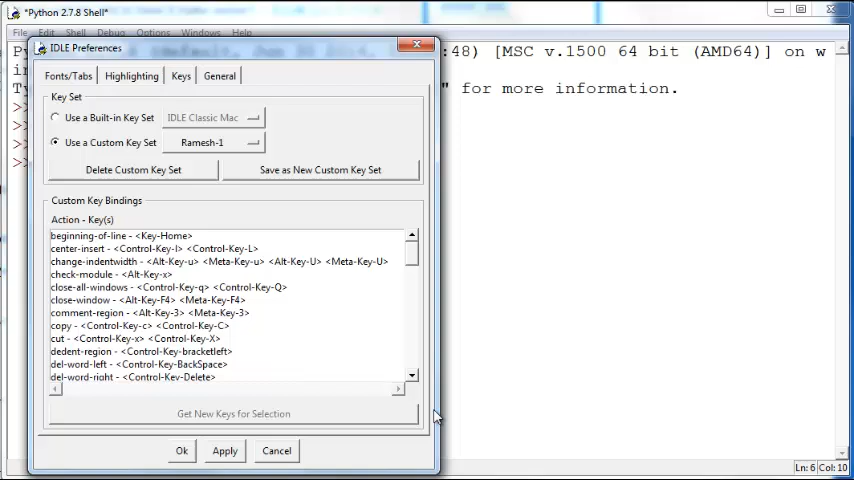 *Python 2.7.8 Shell*
File Edit Shell Debug Options Windows Help
IDLE Preferences
:48) [MSC v.1500 64 bit (AMD64)] on w
in
Ty
" for more information.
>>
>>
>>
>>
Fonts/Tabs Highlighting Keys General
Key Set
Use a Built-in Key Set IDLE Classic Mac
Use a Custom Key Set Ramesh-1
Delete Custom Key Set Save as New Custom Key Set
Custom Key Bindings
Action - Key(s)
beginning-of-line - <Key-Home>
center-insert - <Control-Key-l> <Control-Key-L>
change-indentwidth - <Alt-Key-u> <Meta-Key-u> <Alt-Key-U> <Meta-Key-U>
check-module - <Alt-Key-x>
close-all-windows - <Control-Key-q> <Control-Key-Q>
close-window - <Alt-Key-F4> <Meta-Key-F4>
comment-region - <Alt-Key-3> <Meta-Key-3>
copy - <Control-Key-c> <Control-Key-C>
cut - <Control-Key-x> <Control-Key-X>
dedent-region - <Control-Key-bracketleft>
del-word-left - <Control-Key-BackSpace>
del-word-right - <Control-Key-Delete>
Get New Keys for Selection
Ok Apply Cancel
Ln: 6 Col: 10